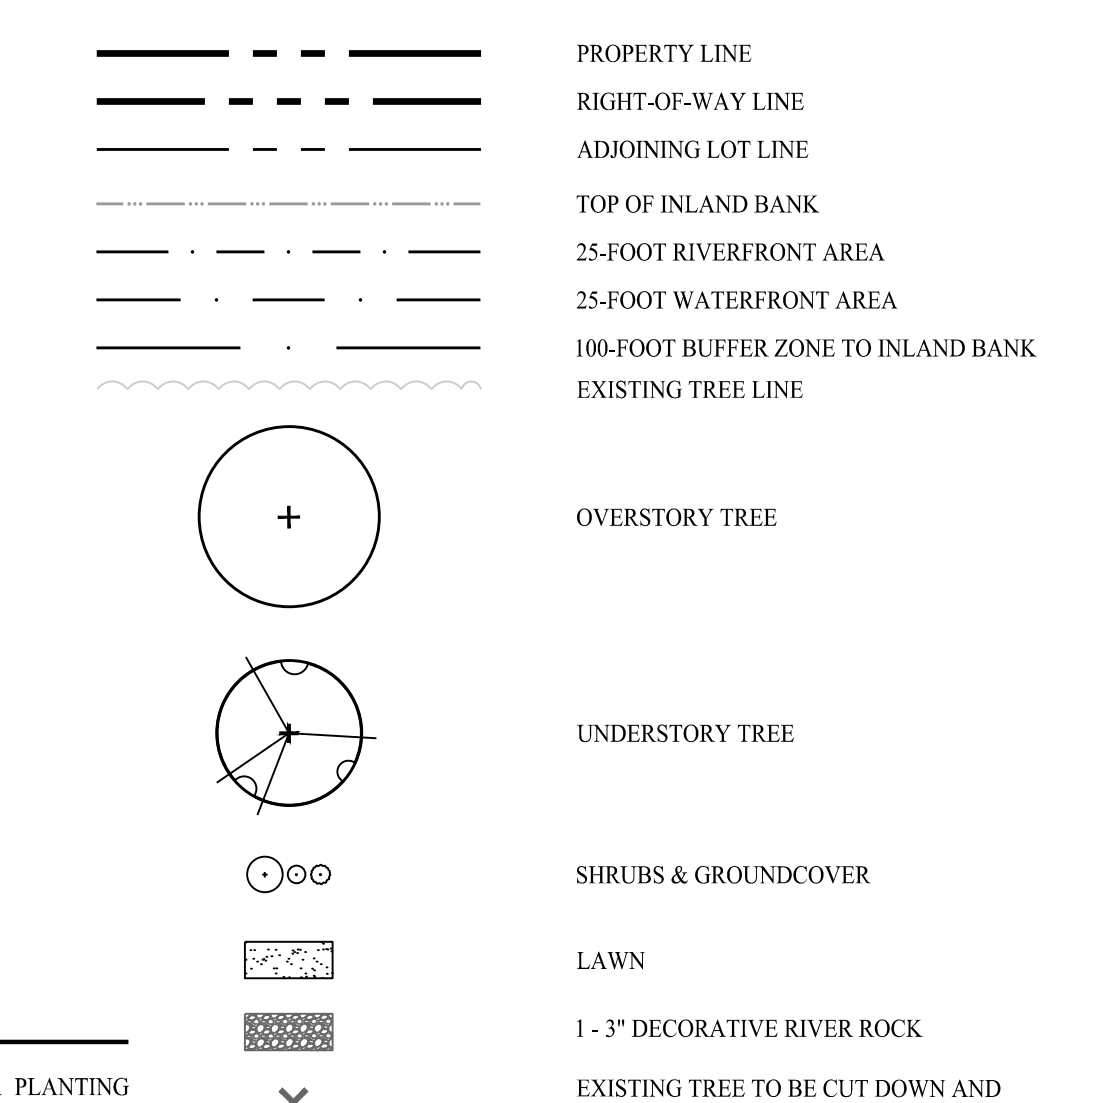 PROPERTY LINE
RIGHT-OF-WAY LINE
ADJOINING LOT LINE
TOP OF INLAND BANK
25-FOOT RIVERFRONT AREA
25-FOOT WATERFRONT AREA
100-FOOT BUFFER ZONE TO INLAND BANK
EXISTING TREE LINE
OVERSTORY TREE
UNDERSTORY TREE
SHRUBS & GROUNDCOVER
LAWN
1 - 3" DECORATIVE RIVER ROCK
PLANTING
EXISTING TREE TO BE CUT DOWN AND